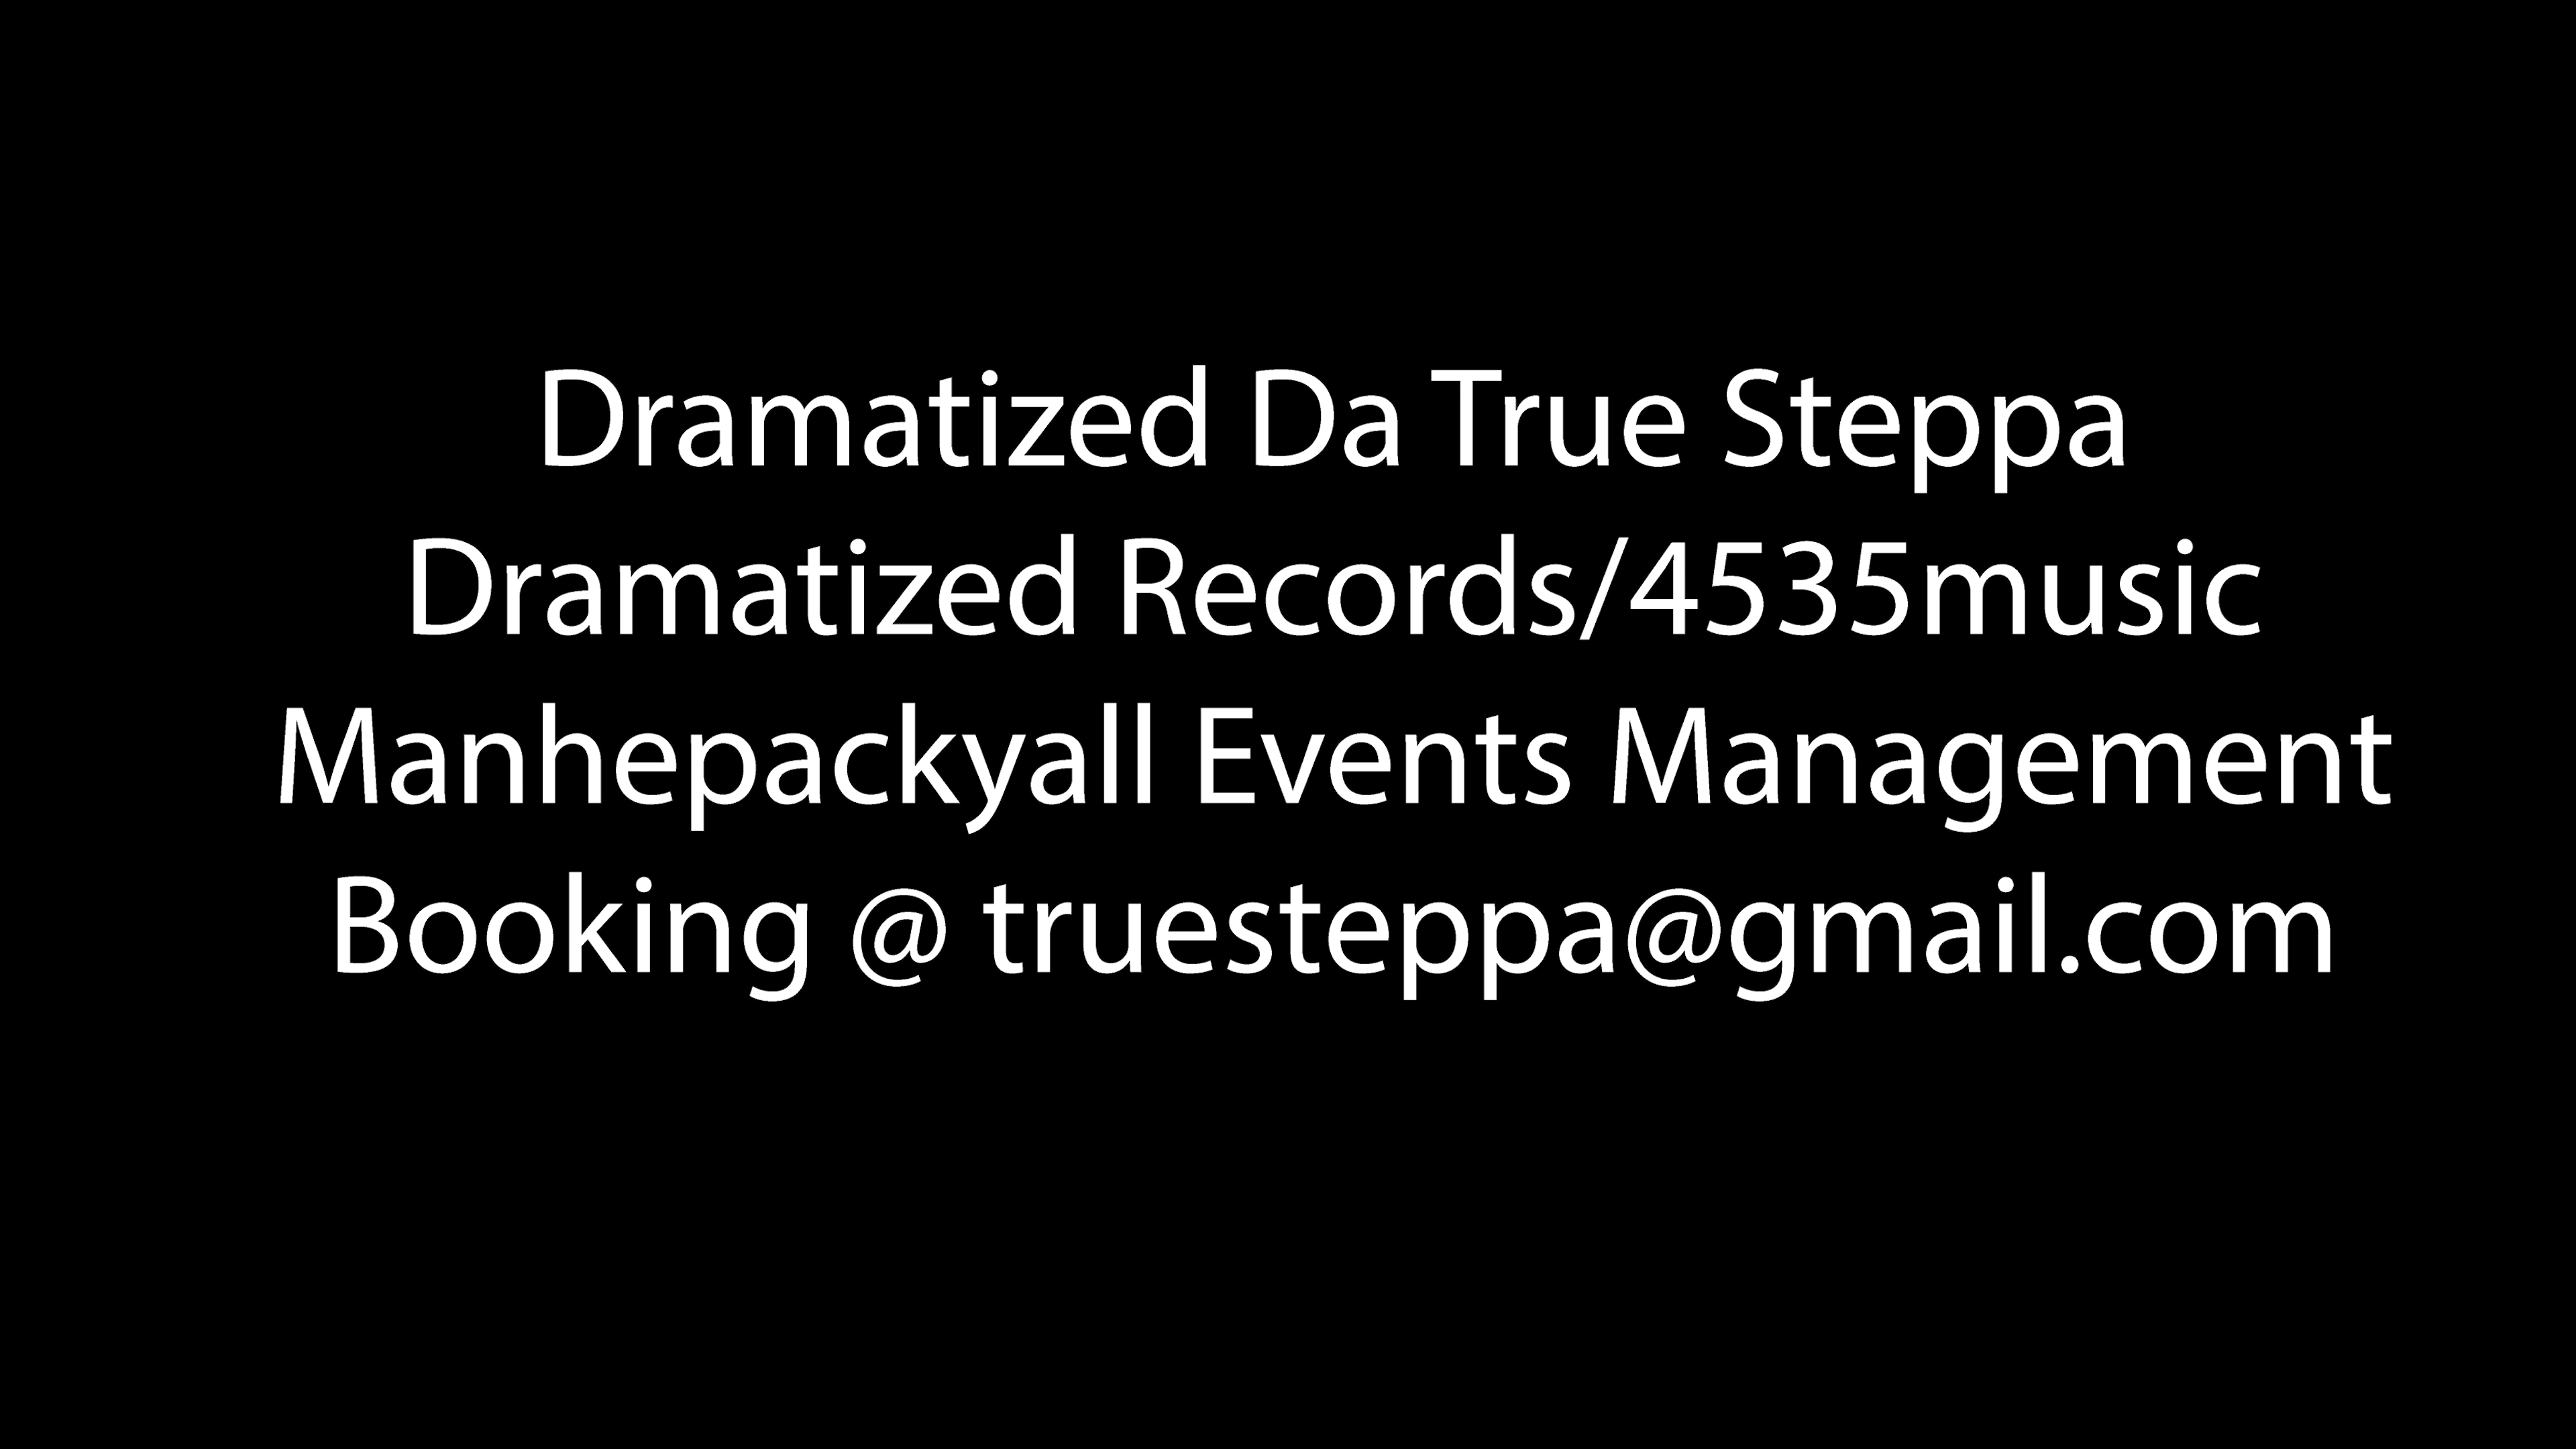 Dramatized Da True Steppa
Dramatized Records/4535music
Manhepackyall Events Management
Booking @ truesteppa@gmail.com